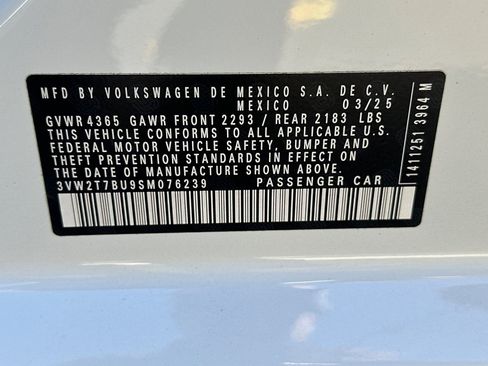 MFD BY VOLKSWAGEN DE MEXICO S.A. DE C.V.
MEXICO 03/25
GVWR 4365 GAWR FRONT 2293 / REAR 2183 LBS
THIS VEHICLE CONFORMS TO ALL APPLICABLE U.S.
FEDERAL MOTOR VEHICLE SAFETY, BUMPER AND
THEFT PREVENTION STANDARDS IN EFFECT ON THE
DATE OF MANUFACTURE SHOWN ABOVE.
3VW2T7BU9SM076239 PASSENGER CAR
1411251 3964 M